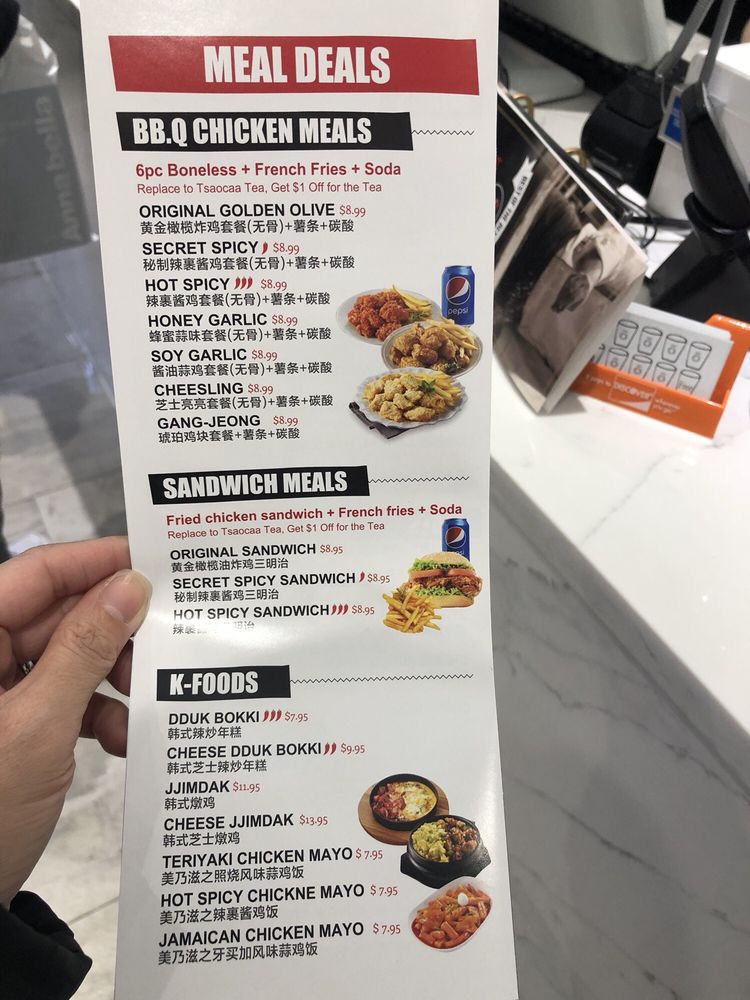 MEAL DEALS
BB.Q CHICKEN MEALS
6pc Boneless + French Fries + Soda
Replace to Tsaocaa Tea, Get $1 Off for the Tea
ORIGINAL GOLDEN OLIVE $8.99
黄金橄榄炸鸡套餐(无骨)+薯条+碳酸
SECRET SPICY $8.99
秘制辣裹酱鸡套餐(无骨)+薯条+碳酸
HOT SPICY $8.99
辣裹酱鸡套餐(无骨)+薯条+碳酸
HONEY GARLIC $8.99
蜂蜜蒜味套餐(无骨)+薯条+碳酸
SOY GARLIC $8.99
酱油蒜鸡套餐(无骨)+薯条+碳酸
CHEESLING $8.99
芝士亮亮套餐(无骨)+薯条+碳酸
GANG-JEONG $8.99
琥珀鸡块套餐+薯条+碳酸
pepsi
SANDWICH MEALS
Fried chicken sandwich + French fries + Soda
Replace to Tsaocaa Tea, Get $1 Off for the Tea
ORIGINAL SANDWICH $8.95
黄金橄榄油炸鸡三明治
SECRET SPICY SANDWICH $8.95
秘制辣裹酱鸡三明治
HOT SPICY SANDWICH $8.95
辣裹 明治
K-FOODS
DDUK BOKKI $7.95
韩式辣炒年糕
CHEESE DDUK BOKKI $9.95
韩式芝士辣炒年糕
JJIMDAK $11.95
韩式燉鸡
CHEESE JJIMDAK $13.95
韩式芝士燉鸡
TERIYAKI CHICKEN MAYO $7.95
美乃滋之照烧风味蒜鸡饭
HOT SPICY CHICKNE MAYO $7.95
美乃滋之辣裹酱鸡饭
JAMAICAN CHICKEN MAYO $7.95
美乃滋之牙买加风味蒜鸡饭
DISCOVER